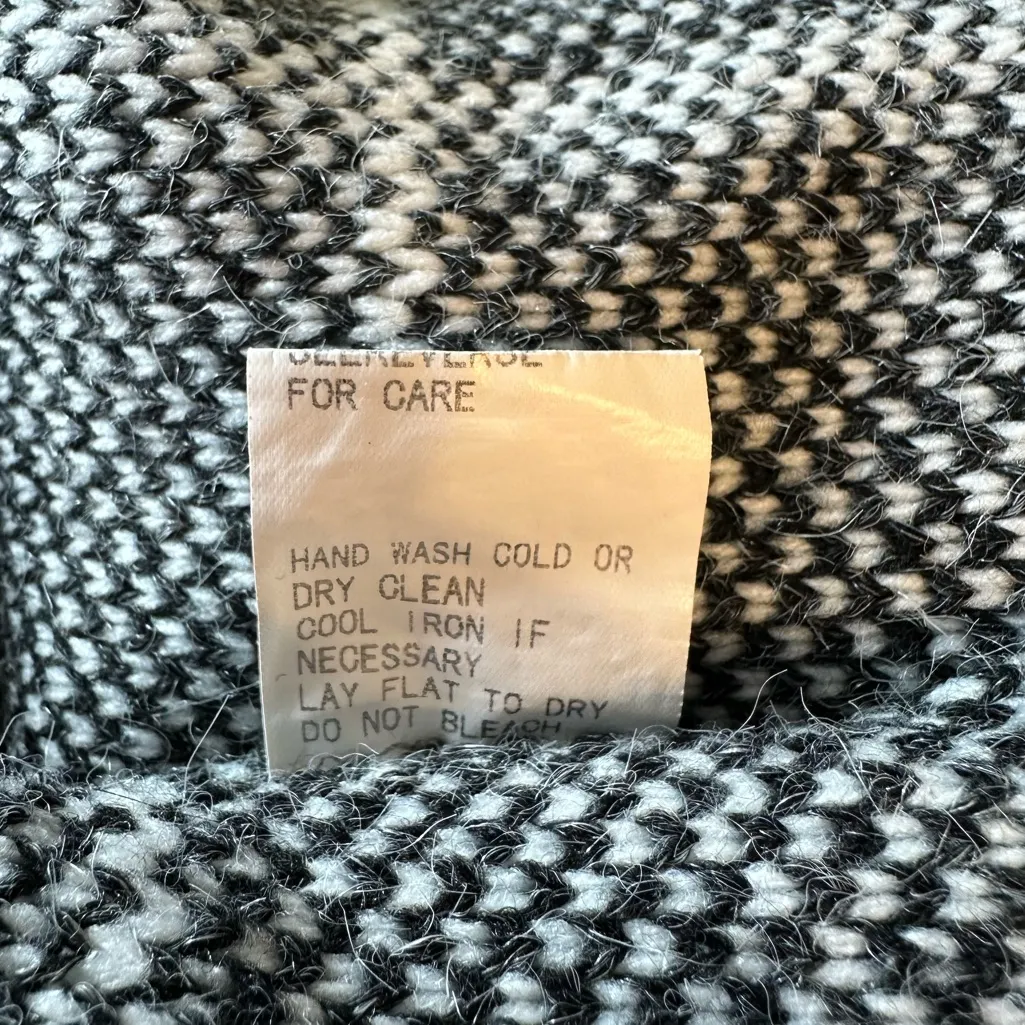 FOR CARE
HAND WASH COLD OR
DRY CLEAN
COOL IRON IF
NECESSARY
LAY FLAT TO DRY
DO NOT BLEACH